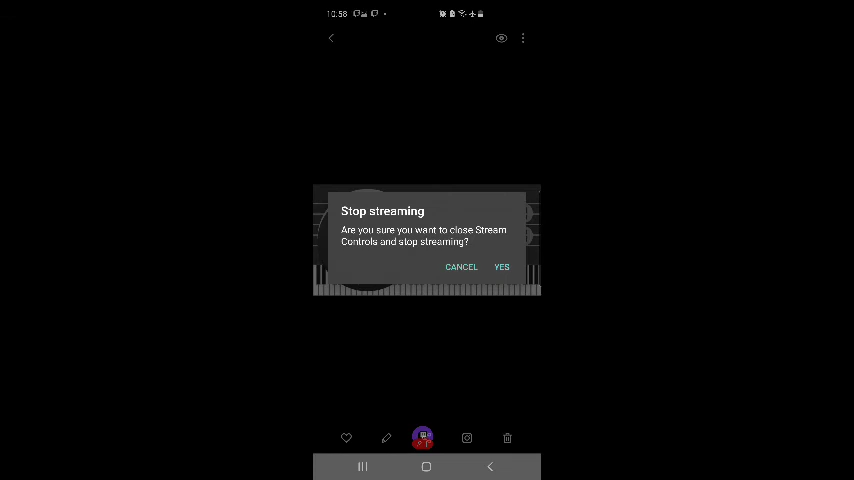 10:58
Stop streaming
Are you sure you want to close Stream
Controls and stop streaming?
CANCEL YES